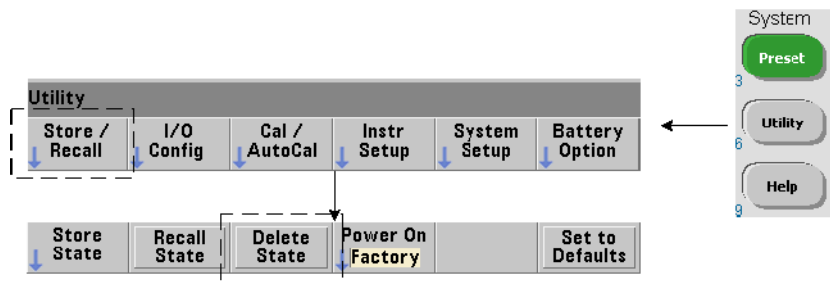 System
Preset
3
Utility
6
Help
9
Utility
Store / Recall
I/O Config
Cal / AutoCal
Instr Setup
System Setup
Battery Option
Store State
Recall State
Delete State
Power On Factory
Set to Defaults